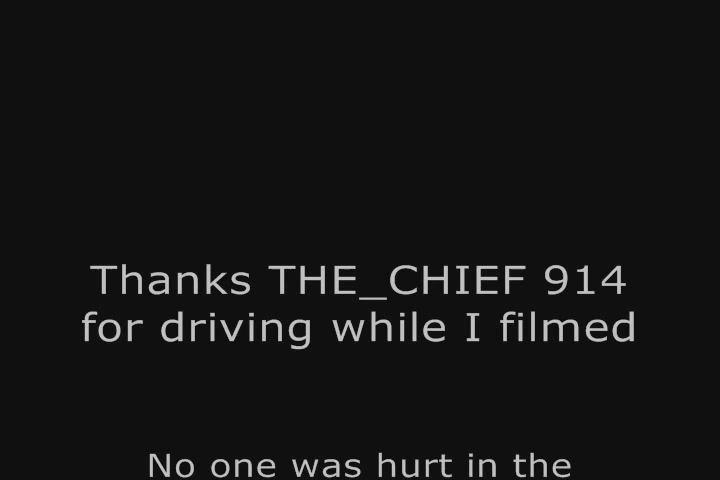 Thanks THE_CHIEF 914
for driving while I filmed
No one was hurt in the